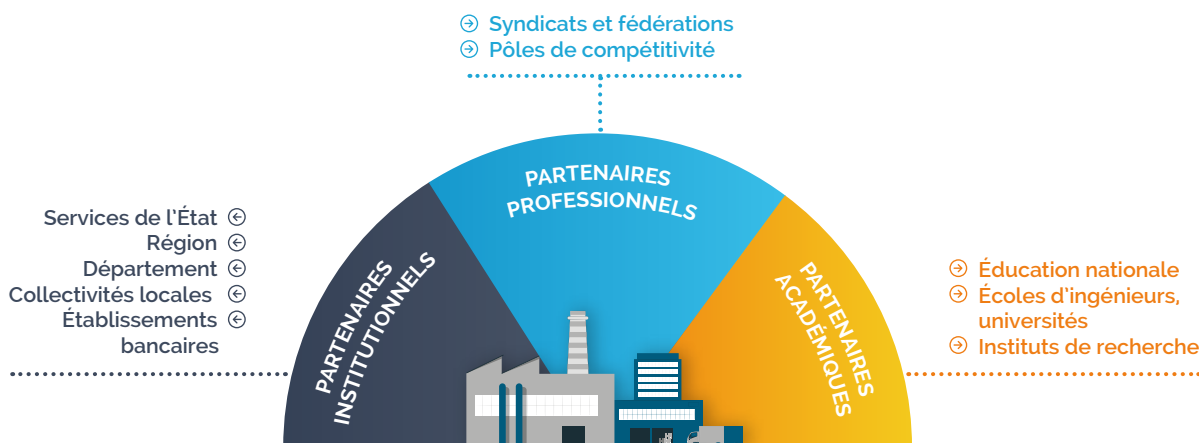 Syndicats et fédérations
Pôles de compétitivité
PARTENAIRES
PROFESSIONNELS
Services de l'État
Région
Département
Collectivités locales
Établissements
bancaires
PARTENAIRES
INSTITUTIONNELS
PARTENAIRES
ACADÉMIQUES
Éducation nationale
Écoles d'ingénieurs,
universités
Instituts de recherche